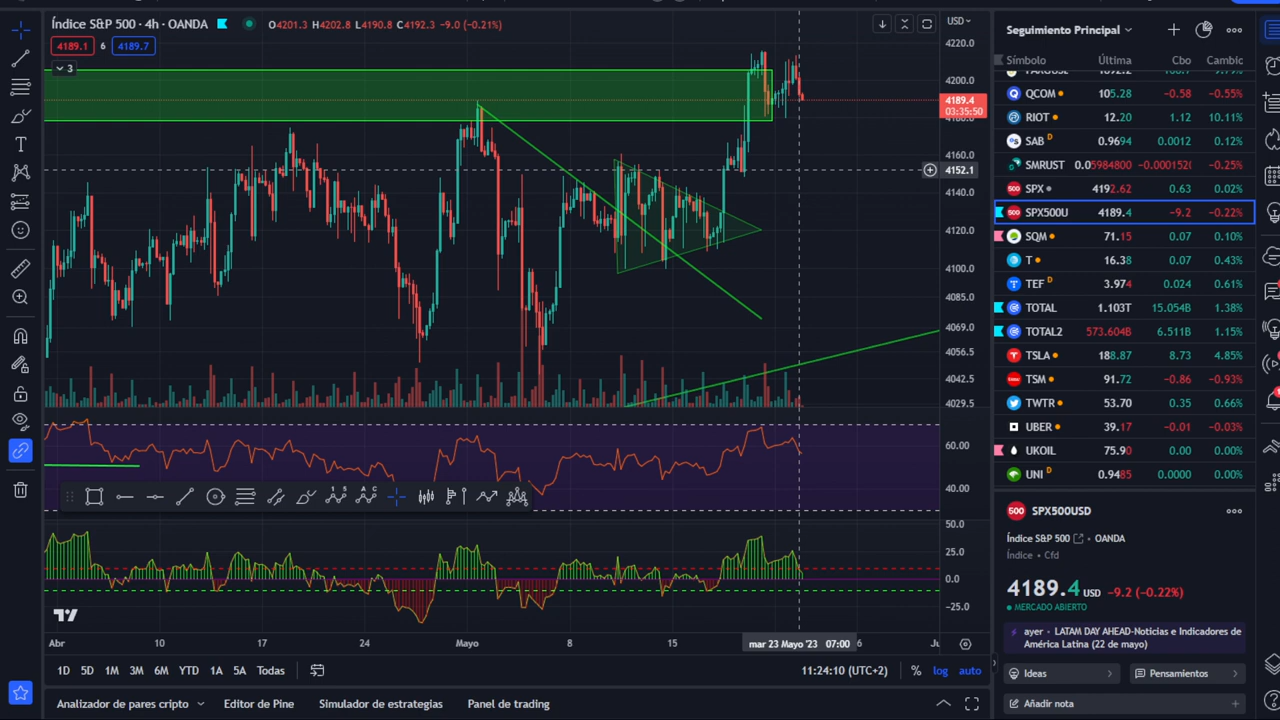 Índice S&P 500 · 4h · OANDA O4201.3 H4202.8 L4190.8 C4192.3 -9.0 (-0.21%)
4189.1 6 4189.7
3
USD
4220.0
4200.0
4189.4
03:35:50
4160.0
4152.1
4140.0
4120.0
4100.0
4085.0
4069.0
4056.5
4042.5
4029.5
60.00
40.00
50.0
25.0
0.0
-25.0
Abr 10 17 24 Mayo 8 15 mar 23 Mayo '23 07:00
1D 5D 1M 3M 6M YTD 1A 5A Todas 11:24:10 (UTC+2) % log auto
Analizador de pares cripto Editor de Pine Simulador de estrategias Panel de trading
Seguimiento Principal
Símbolo Última Cbo Cambic
QCOM 105.28 -0.58 -0.55%
RIOT 12.20 1.12 10.11%
SAB D 0.9694 0.0012 0.12%
SMRUST 0.05984800 -0.000152( -0.25%
SPX 4192.62 0.63 0.02%
SPX500U 4189.4 -9.2 -0.22%
SQM 71.15 0.07 0.10%
T 16.38 0.07 0.43%
TEF D 3.974 0.024 0.61%
TOTAL 1.103T 15.054B 1.38%
TOTAL2 573.604B 6.511B 1.15%
TSLA 188.87 8.73 4.85%
TSM 91.72 -0.86 -0.93%
TWTR 53.70 0.35 0.66%
UBER 39.17 -0.01 -0.03%
UKOIL 75.90 0.00 0.00%
UNI D 0.9485 0.0000 0.00%
500 SPX500USD
Índice S&P 500 · OANDA
Índice · Cfd
4189.4 USD -9.2 (-0.22%)
MERCADO ABIERTO
ayer · LATAM DAY AHEAD-Noticias e Indicadores de
América Latina (22 de mayo)
Ideas Pensamientos
Añadir nota